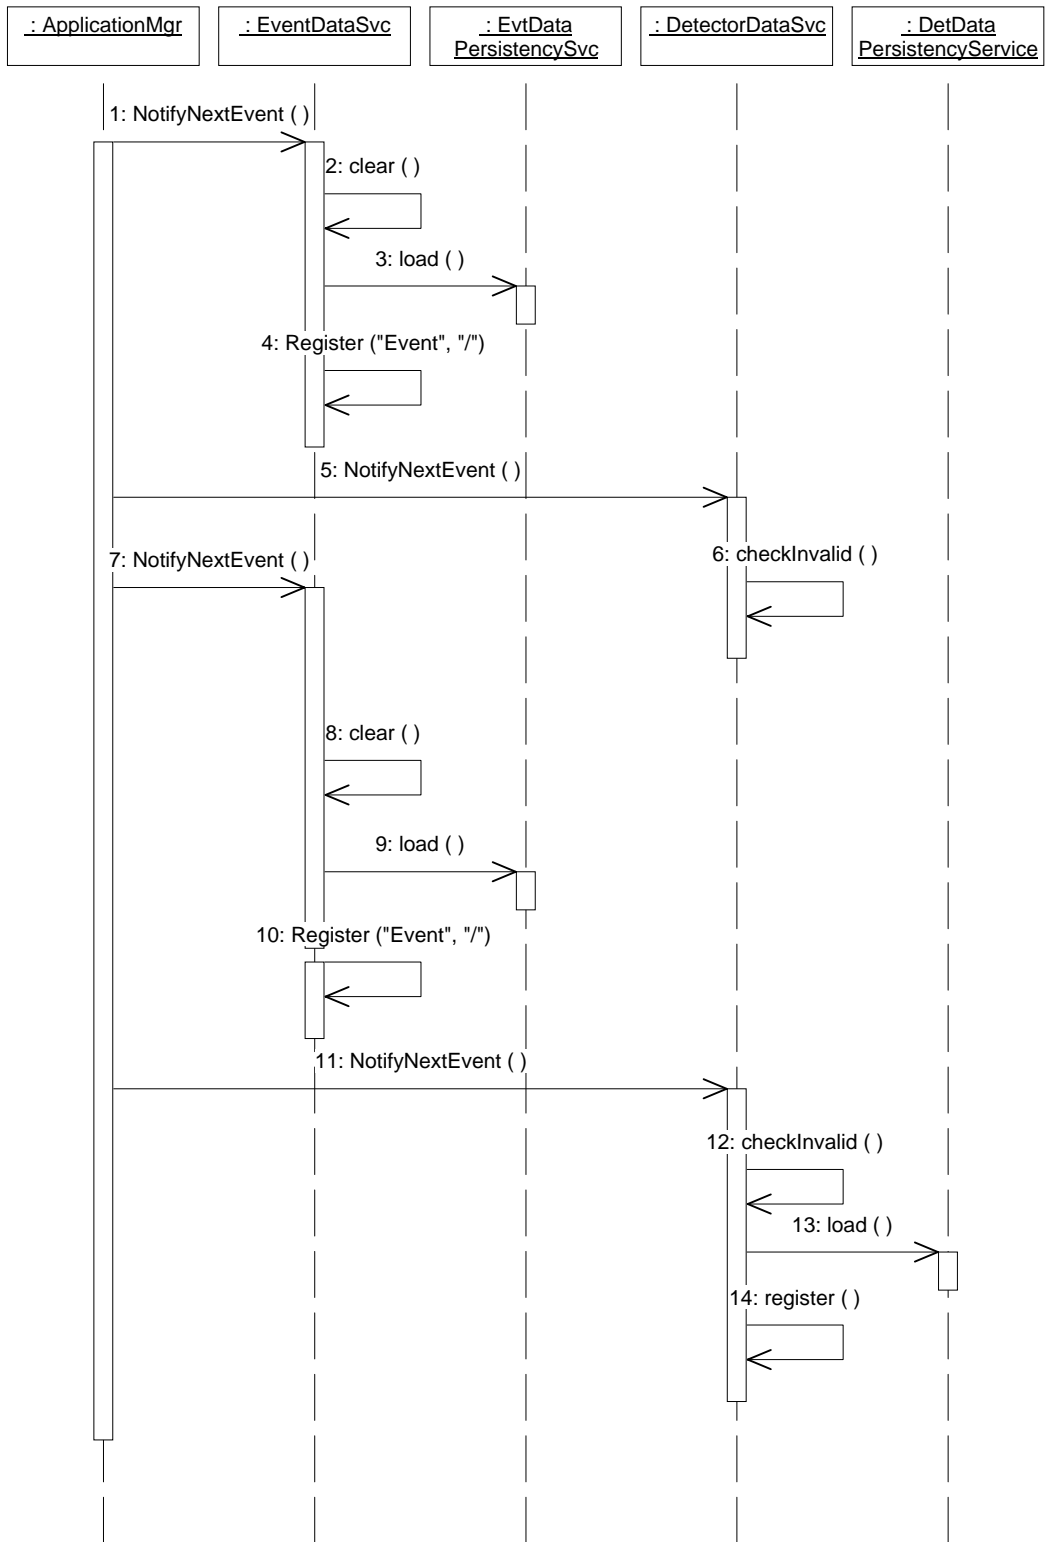 : ApplicationMgr
: EventDataSvc
: EvtData
PersistencySvc
: DetectorDataSvc
: DetData
PersistencyService
1: NotifyNextEvent ( )
2: clear ( )
3: load ( )
4: Register ("Event", "/")
5: NotifyNextEvent ( )
6: checkInvalid ( )
7: NotifyNextEvent ( )
8: clear ( )
9: load ( )
10: Register ("Event", "/")
11: NotifyNextEvent ( )
12: checkInvalid ( )
13: load ( )
14: register ( )